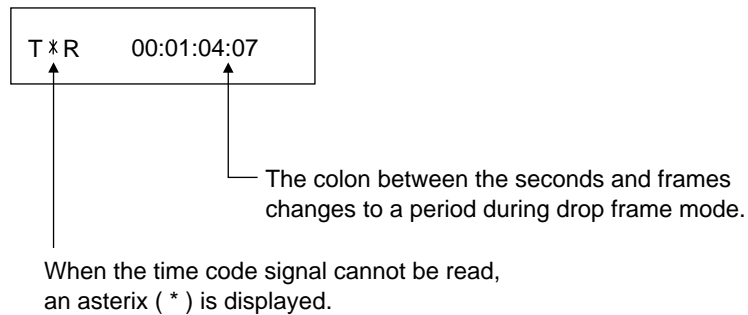 T*R 00:01:04:07
The colon between the seconds and frames
changes to a period during drop frame mode.
When the time code signal cannot be read,
an asterix ( * ) is displayed.